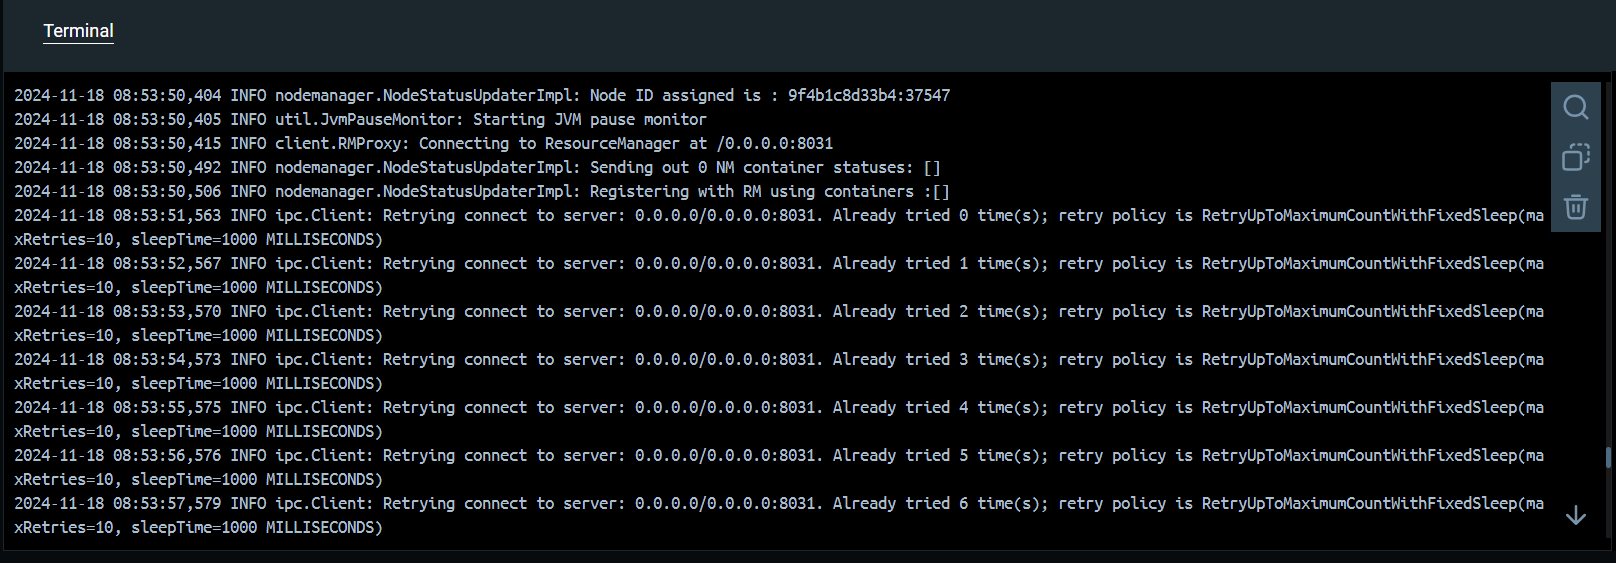 Terminal
2024-11-18 08:53:50,404 INFO nodemanager.NodeStatusUpdaterImpl: Node ID assigned is : 9f4b1c8d33b4:37547
2024-11-18 08:53:50,405 INFO util.JvmPauseMonitor: Starting JVM pause monitor
2024-11-18 08:53:50,415 INFO client.RMProxy: Connecting to ResourceManager at /0.0.0.0:8031
2024-11-18 08:53:50,492 INFO nodemanager.NodeStatusUpdaterImpl: Sending out 0 NM container statuses: []
2024-11-18 08:53:50,506 INFO nodemanager.NodeStatusUpdaterImpl: Registering with RM using containers :[]
2024-11-18 08:53:51,563 INFO ipc.Client: Retrying connect to server: 0.0.0.0/0.0.0.0:8031. Already tried 0 time(s); retry policy is RetryUpToMaximumCountWithFixedSleep(ma
xRetries=10, sleepTime=1000 MILLISECONDS)
2024-11-18 08:53:52,567 INFO ipc.Client: Retrying connect to server: 0.0.0.0/0.0.0.0:8031. Already tried 1 time(s); retry policy is RetryUpToMaximumCountWithFixedSleep(ma
xRetries=10, sleepTime=1000 MILLISECONDS)
2024-11-18 08:53:53,570 INFO ipc.Client: Retrying connect to server: 0.0.0.0/0.0.0.0:8031. Already tried 2 time(s); retry policy is RetryUpToMaximumCountWithFixedSleep(ma
xRetries=10, sleepTime=1000 MILLISECONDS)
2024-11-18 08:53:54,573 INFO ipc.Client: Retrying connect to server: 0.0.0.0/0.0.0.0:8031. Already tried 3 time(s); retry policy is RetryUpToMaximumCountWithFixedSleep(ma
xRetries=10, sleepTime=1000 MILLISECONDS)
2024-11-18 08:53:55,575 INFO ipc.Client: Retrying connect to server: 0.0.0.0/0.0.0.0:8031. Already tried 4 time(s); retry policy is RetryUpToMaximumCountWithFixedSleep(ma
xRetries=10, sleepTime=1000 MILLISECONDS)
2024-11-18 08:53:56,576 INFO ipc.Client: Retrying connect to server: 0.0.0.0/0.0.0.0:8031. Already tried 5 time(s); retry policy is RetryUpToMaximumCountWithFixedSleep(ma
xRetries=10, sleepTime=1000 MILLISECONDS)
2024-11-18 08:53:57,579 INFO ipc.Client: Retrying connect to server: 0.0.0.0/0.0.0.0:8031. Already tried 6 time(s); retry policy is RetryUpToMaximumCountWithFixedSleep(ma
xRetries=10, sleepTime=1000 MILLISECONDS)